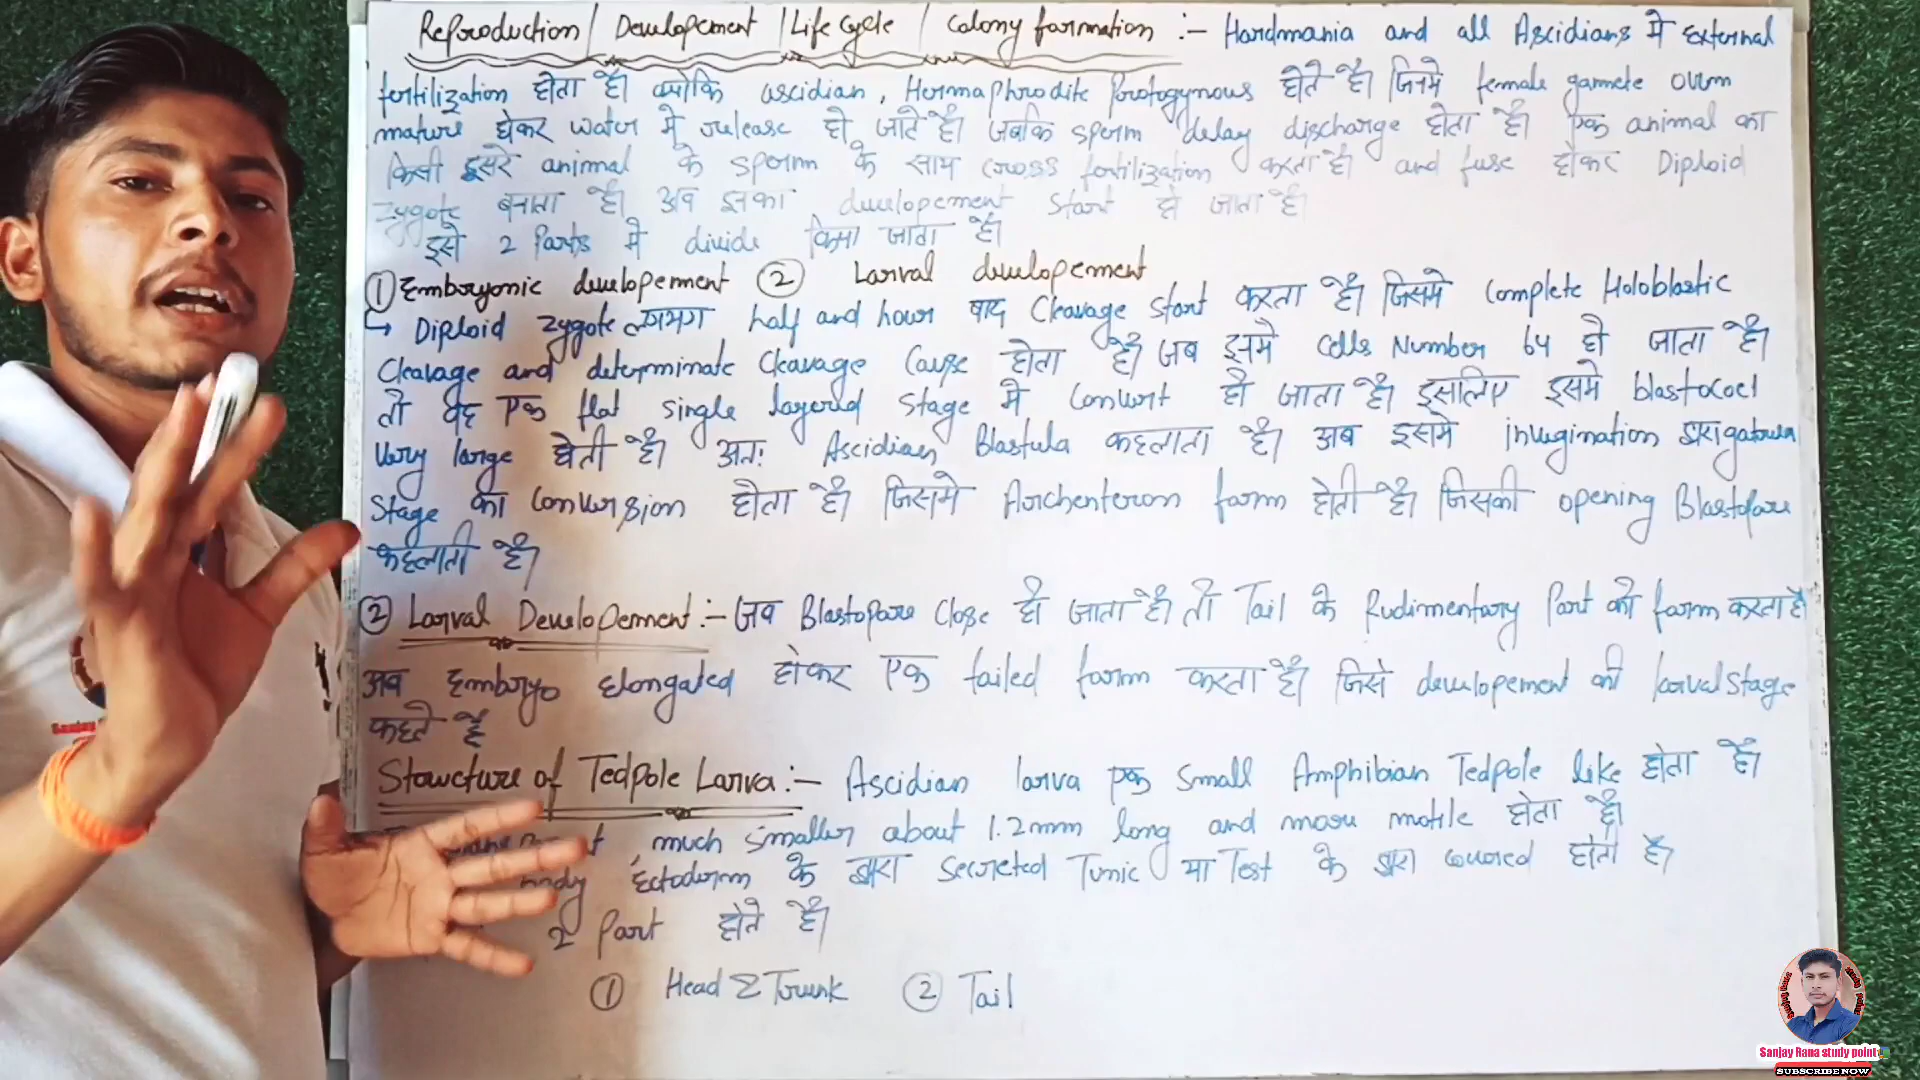 Reproduction / Developement / Life Cycle / Colony formation :- Hardmania and all Ascidians मे External
fertilization होता है। क्योकि ascidian, Hermaphrodite Protogynous होते है। जिनमे female gamete ovum
mature होकर water मे release हो जाते है। जबकि sperm delay discharge होता है। एक animal का
किसी दूसरे animal के sperm के साथ cross fertilization करता है। and fuse होकर Diploid
zygote बनाता है। अब इसका developement start हो जाता है।
इसे 2 Parts मे divide किया जाता है।
① Embryonic developement ② Larval developement
↳ Diploid zygote लगभग half and hour बाद Cleavage start करता है। जिसमे Complete Holoblastic
Cleavage and determinate Cleavage Cause होता है। जब इसमे Cells Number 64 हो जाता है।
तो वह एक flat single layered stage मे Convert हो जाता है। इसलिए इसमे blastocoel
Very large होती है। अतः Ascidian Blastula कहलाता है। अब इसमे invegination द्वारा gatrula
Stage का Conversion होता है। जिसमे Archenteron form होती है। जिसकी opening Blastopore
कहलाती है।
② Larval Developement :- जब Blastopore Close हो जाता है। तो Tail के Rudimentary Part को form करता है
अब Embryo Elongated होकर एक tailed form करता है। जिसे developement की larval stage
कहते है
Structure of Tedpole Larva :- Ascidian larva एक small Amphibian Tedpole like होता है।
much smaller about 1.2mm long and more motile होता है।
body Ectoderm के द्वारा secreted Tunic या Test के द्वारा covered होती है
2 Part होते है।
① Head & Trunk ② Tail
Sanjay Rana study point
SUBSCRIBE NOW